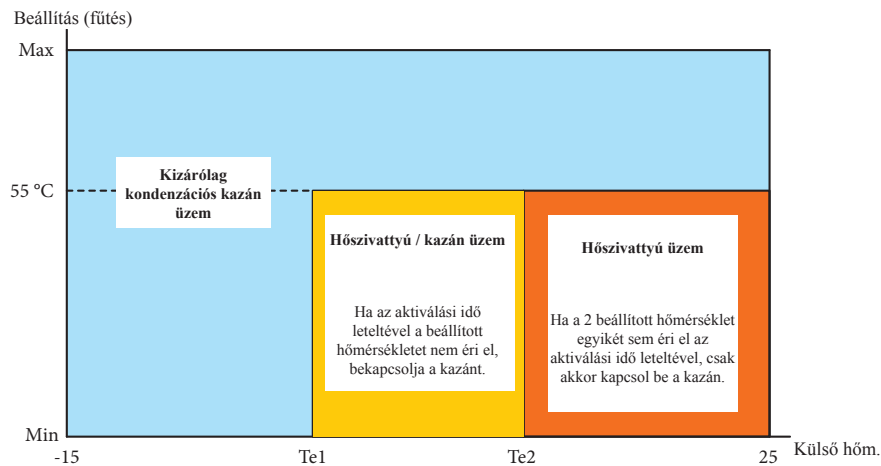 Beállítás (fűtés)
Max
Kizárólag
kondenzációs kazán
üzem
55 °C
Hőszivattyú / kazán üzem
Ha az aktiválási idő
leteltével a beállított
hőmérsékletet nem éri el,
bekapcsolja a kazánt.
Hőszivattyú üzem
Ha a 2 beállított hőmérséklet
egyikét sem éri el az
aktiválási idő leteltével, csak
akkor kapcsol be a kazán.
Min
-15
Te1
Te2
25
Külső hőm.